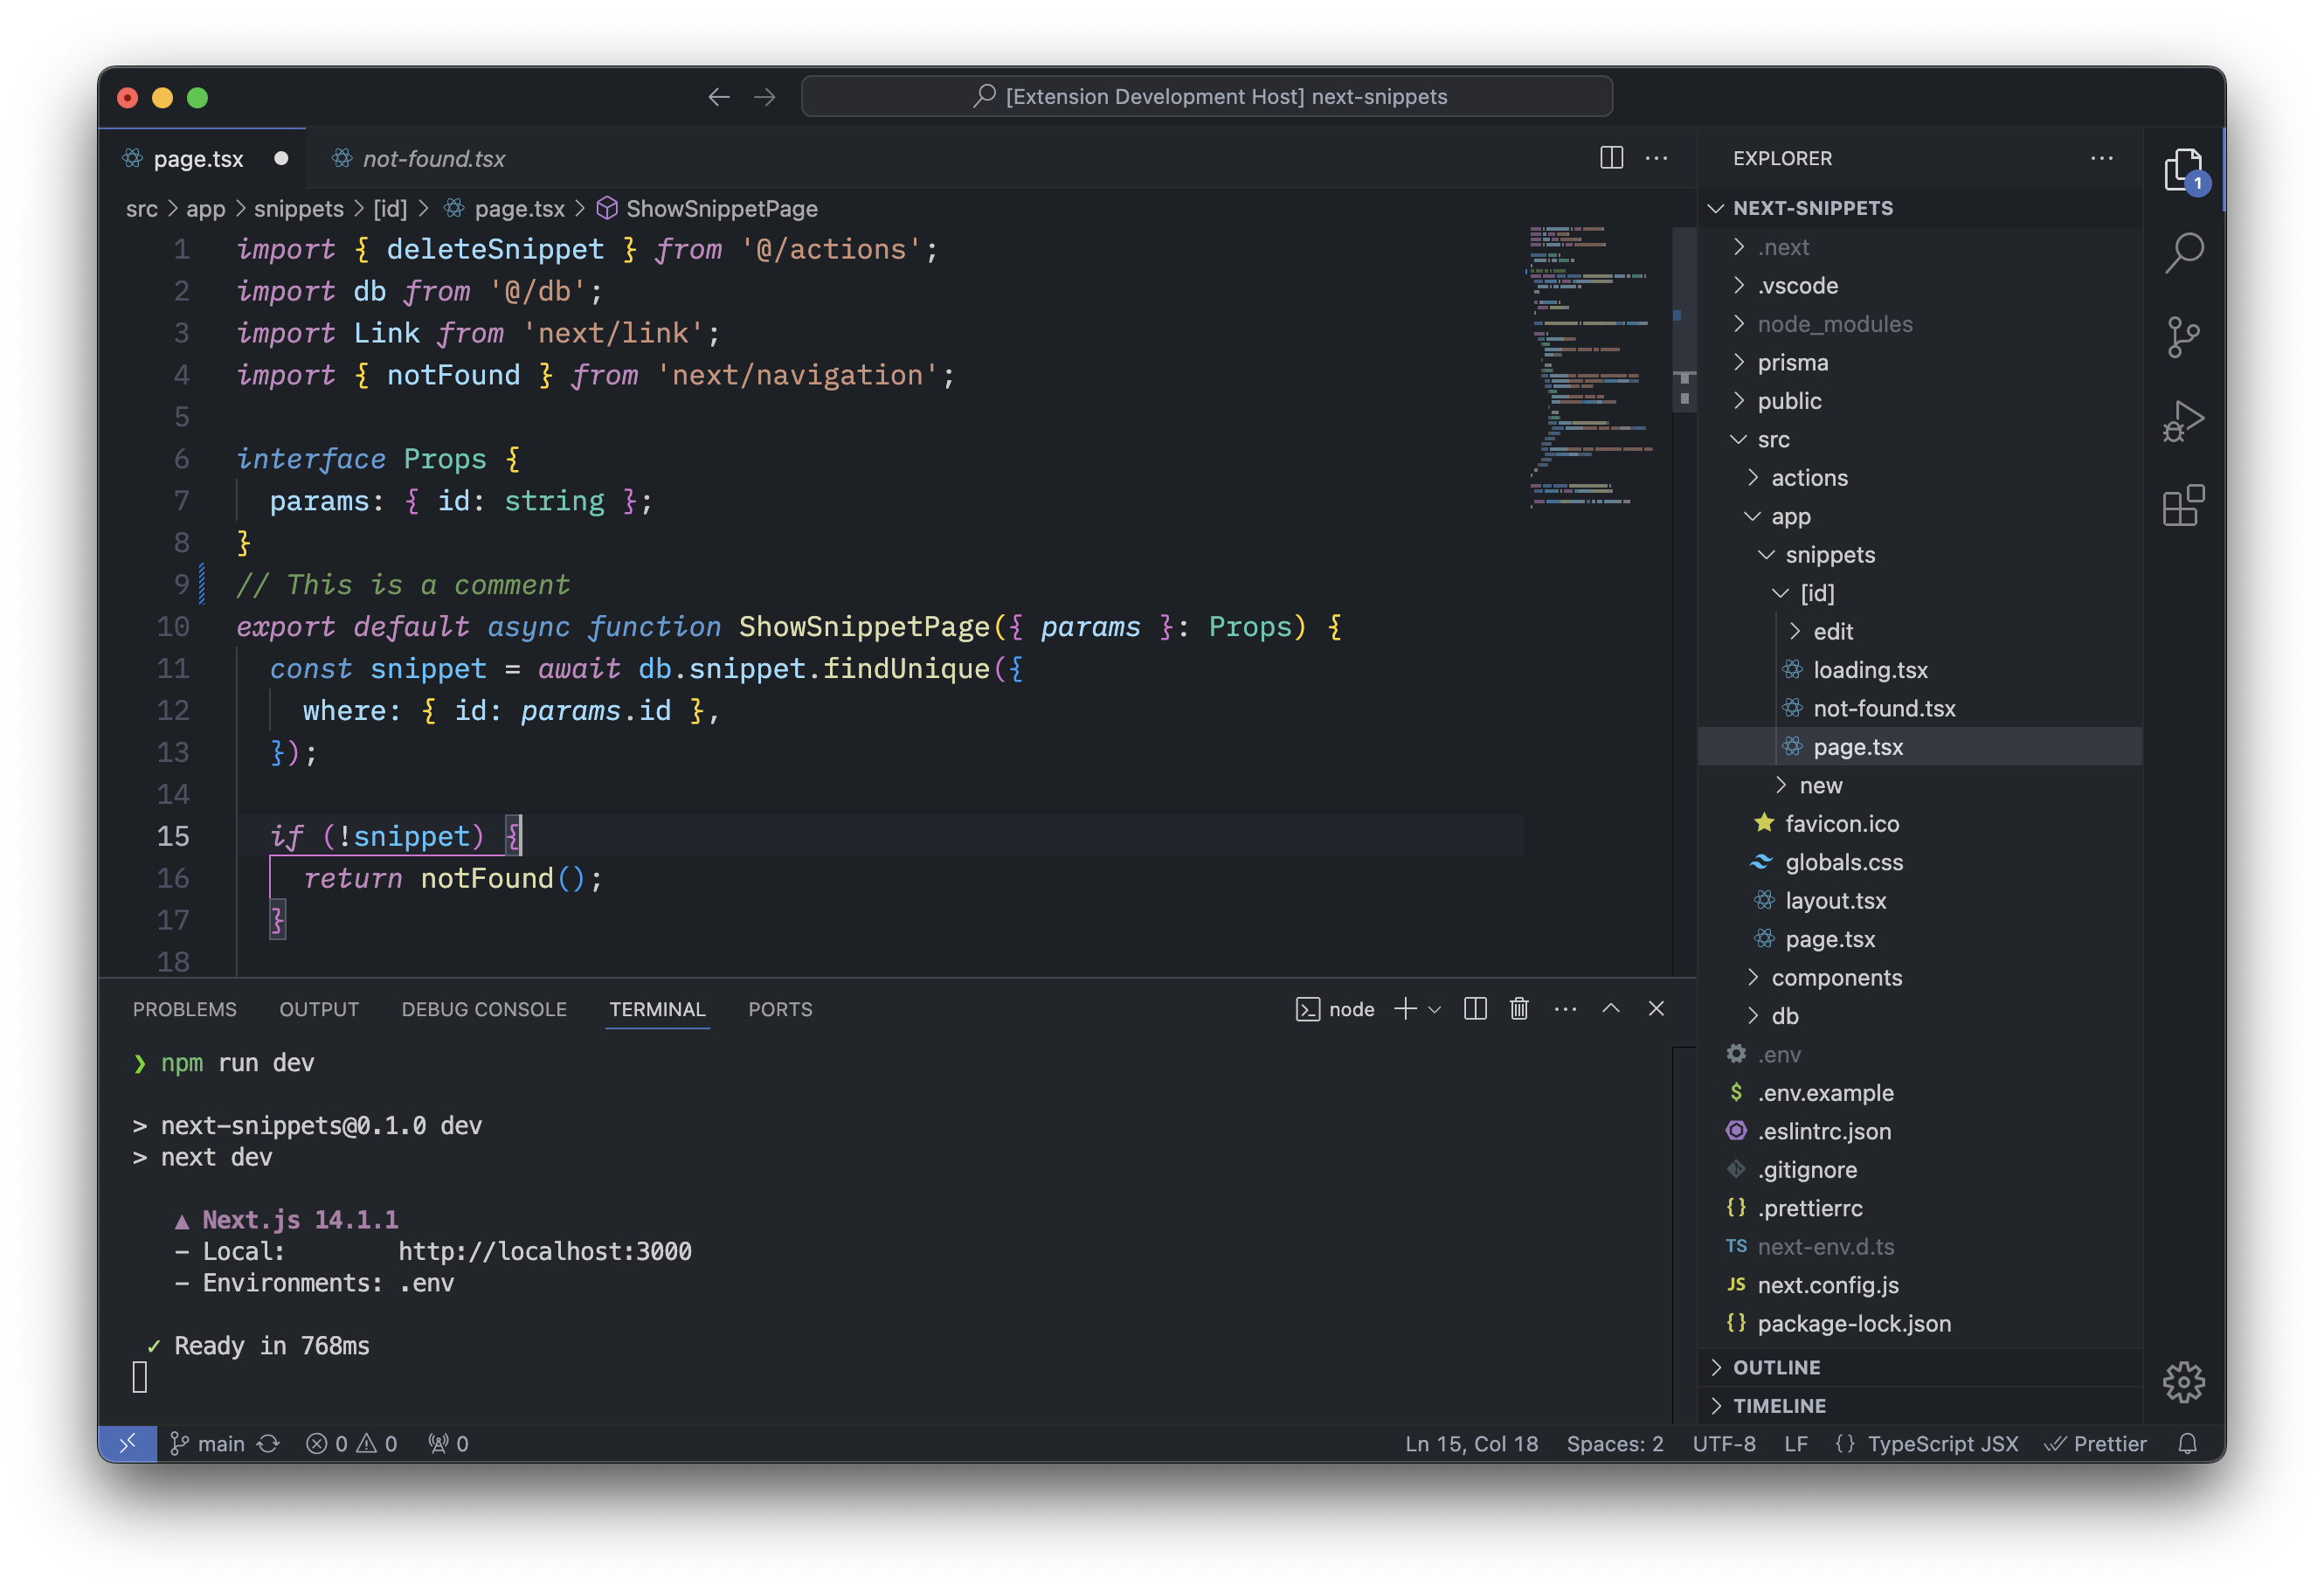 [Extension Development Host] next-snippets
page.tsx
not-found.tsx
src > app > snippets > [id] > page.tsx > ShowSnippetPage
1 import { deleteSnippet } from '@/actions';
2 import db from '@/db';
3 import Link from 'next/link';
4 import { notFound } from 'next/navigation';
5
6 interface Props {
7 params: { id: string };
8 }
9 // This is a comment
10 export default async function ShowSnippetPage({ params }: Props) {
11 const snippet = await db.snippet.findUnique({
12 where: { id: params.id },
13 });
14
15 if (!snippet) {
16 return notFound();
17 }
18
PROBLEMS OUTPUT DEBUG CONSOLE TERMINAL PORTS
node
❯ npm run dev
> next-snippets@0.1.0 dev
> next dev
▲ Next.js 14.1.1
- Local: http://localhost:3000
- Environments: .env
✓ Ready in 768ms
EXPLORER
1
NEXT-SNIPPETS
.next
.vscode
node_modules
prisma
public
src
actions
app
snippets
[id]
edit
loading.tsx
not-found.tsx
page.tsx
new
favicon.ico
globals.css
layout.tsx
page.tsx
components
db
.env
$ .env.example
.eslintrc.json
.gitignore
{} .prettierrc
TS next-env.d.ts
JS next.config.js
{} package-lock.json
OUTLINE
TIMELINE
main 0 0 0
Ln 15, Col 18 Spaces: 2 UTF-8 LF {} TypeScript JSX Prettier